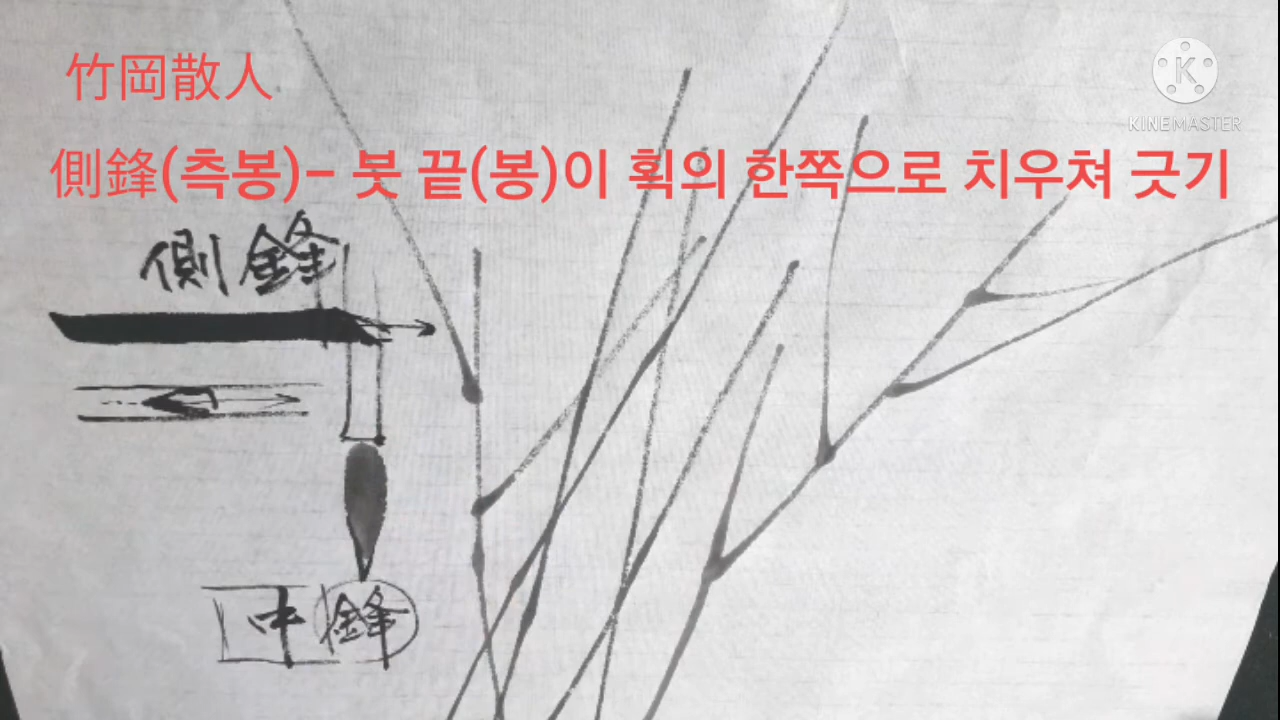 竹岡散人
KINEMASTER
側鋒(측봉)- 붓 끝(봉)이 획의 한쪽으로 치우쳐 긋기
側鋒
中鋒